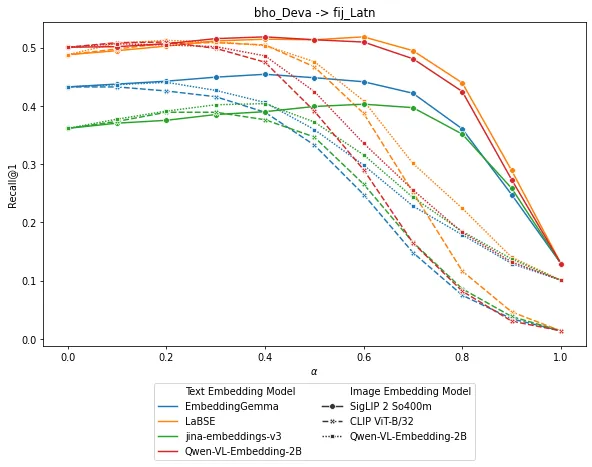 bho_Deva -> fij_Latn
Recall@1
0.5
0.4
0.3
0.2
0.1
0.0
0.0 0.2 0.4 0.6 0.8 1.0
α
Text Embedding Model
EmbeddingGemma
LaBSE
jina-embeddings-v3
Qwen-VL-Embedding-2B
Image Embedding Model
SigLIP 2 So400m
CLIP ViT-B/32
Qwen-VL-Embedding-2B